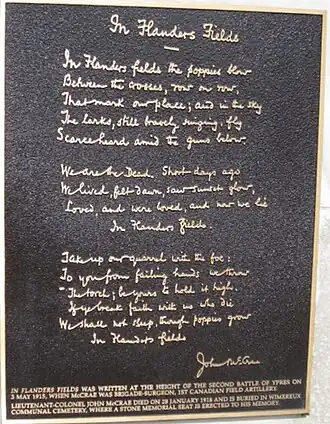 In Flanders Fields
In Flanders fields the poppies blow
Between the crosses, row on row,
That mark our place; and in the sky
The larks, still bravely singing, fly
Scarce heard amid the guns below.
We are the Dead. Short days ago
We lived, felt dawn, saw sunset glow,
Loved, and were loved, and now we lie
In Flanders fields.
Take up our quarrel with the foe:
To you from failing hands we throw
The torch; be yours to hold it high.
If ye break faith with us who die
We shall not sleep, though poppies grow
In Flanders fields
John McCrae
IN FLANDERS FIELDS WAS WRITTEN AT THE HEIGHT OF THE SECOND BATTLE OF YPRES ON
3 MAY 1915, WHEN McCRAE WAS BRIGADE-SURGEON, 1ST CANADIAN FIELD ARTILLERY.
LIEUTENANT-COLONEL JOHN McCRAE DIED ON 28 JANUARY 1918 AND IS BURIED IN WIMEREUX
COMMUNAL CEMETERY, WHERE A STONE MEMORIAL SEAT IS ERECTED TO HIS MEMORY.